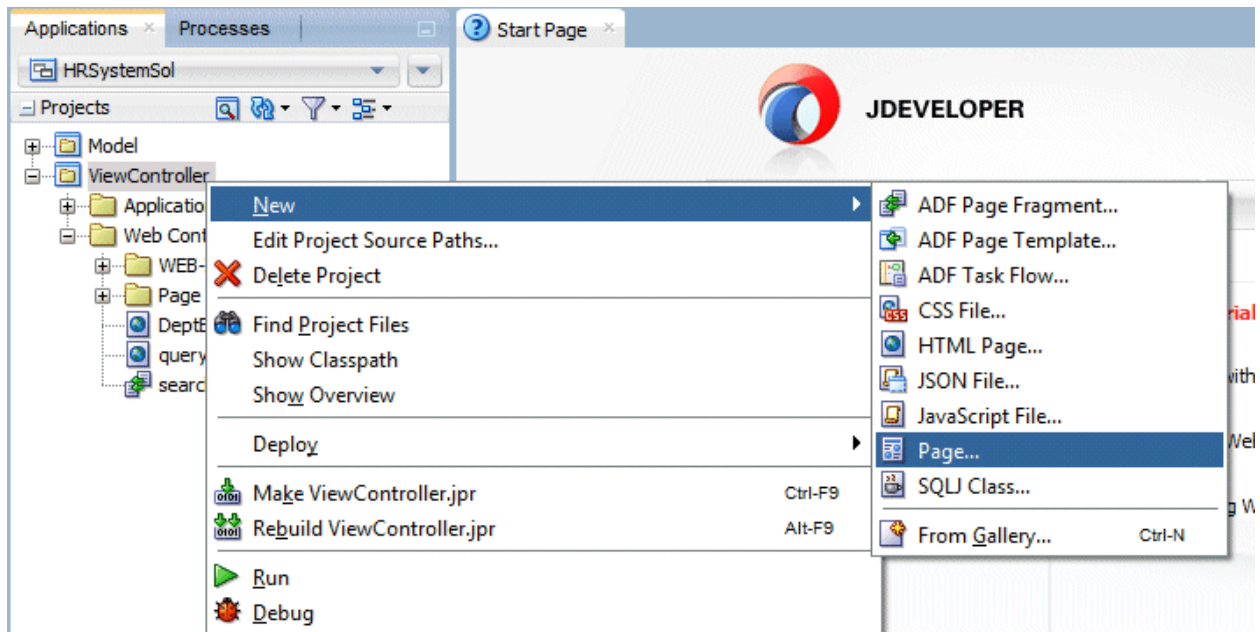 Applications
Processes
Start Page
HRSystemSol
Projects
JDEVELOPER
Model
ViewController
Applicatio
New
ADF Page Fragment...
Web Cont
Edit Project Source Paths...
ADF Page Template...
WEB-
Delete Project
ADF Task Flow...
Page
CSS File...
DeptE
Find Project Files
HTML Page...
query
Show Classpath
JSON File...
searc
Show Overview
JavaScript File...
Deploy
Page...
Make ViewController.jpr Ctrl-F9
SQLJ Class...
Rebuild ViewController.jpr Alt-F9
From Gallery... Ctrl-N
Run
Debug